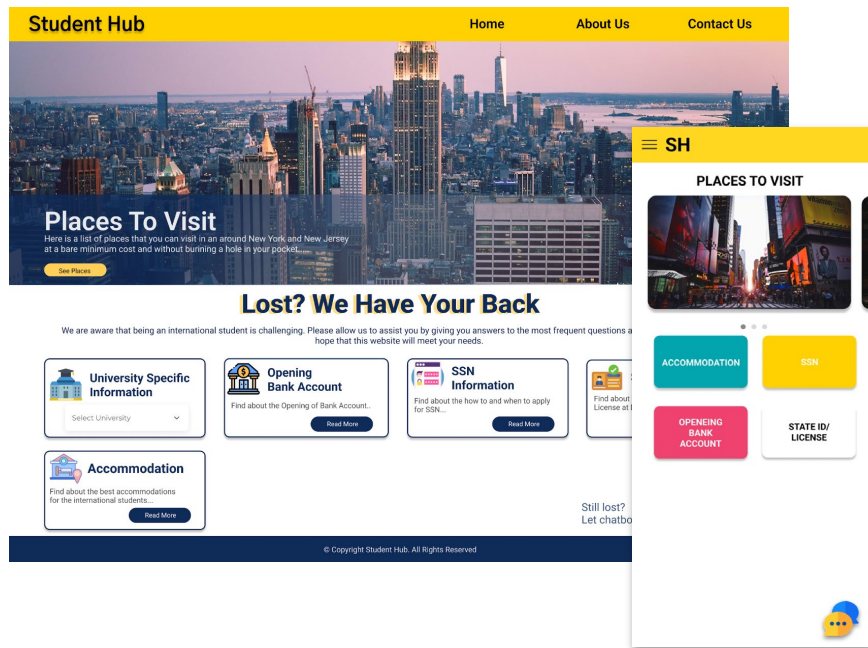 Student Hub
Home
About Us
Contact Us
Places To Visit
Here is a list of places that you can visit in an around New York and New Jersey
at a bare minimum cost and without burining a hole in your pocket.....
See Places
Lost? We Have Your Back
We are aware that being an international student is challenging. Please allow us to assist you by giving you answers to the most frequent questions a
hope that this website will meet your needs.
University Specific
Information
Select University
Opening
Bank Account
Find about the Opening of Bank Account..
Read More
SSN
Information
Find about the how to and when to apply
for SSN...
Read More
Find about
License at
Accommodation
Find about the best accommodations
for the international students...
Read More
Still lost?
Let chatbo
© Copyright Student Hub. All Rights Reserved
SH
PLACES TO VISIT
ACCOMMODATION
SSN
OPENEING
BANK
ACCOUNT
STATE ID/
LICENSE